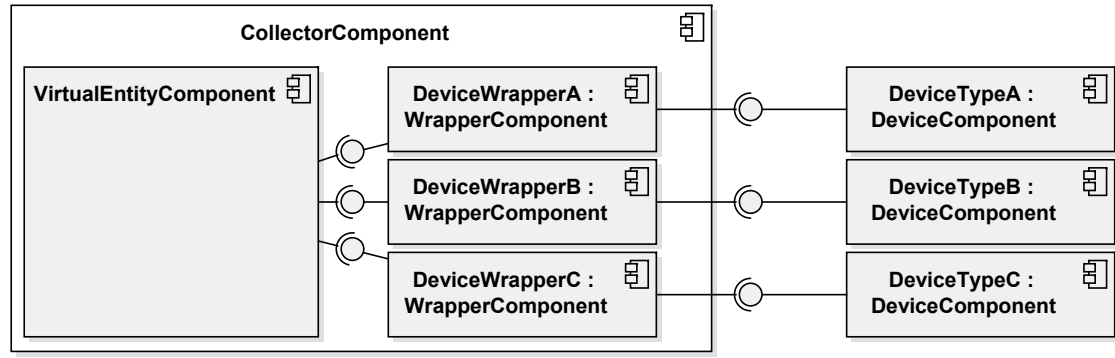 CollectorComponent
VirtualEntityComponent
DeviceWrapperA :
WrapperComponent
DeviceTypeA :
DeviceComponent
DeviceWrapperB :
WrapperComponent
DeviceTypeB :
DeviceComponent
DeviceWrapperC :
WrapperComponent
DeviceTypeC :
DeviceComponent